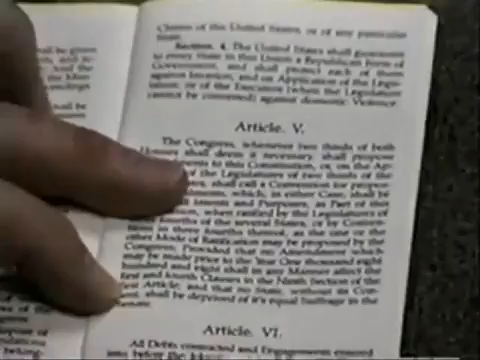 Claims of the United States, or of any particular
State.
Section. 4. The United States shall guarantee
to every State in this Union a Republican Form of
Government, and shall protect each of them
against Invasion; and on Application of the Legis-
lature, or of the Executive (when the Legislature
cannot be convened) against domestic Violence.
Article. V.
The Congress, whenever two thirds of both
Houses shall deem it necessary, shall propose
to this Constitution, or, on the Ap-
of the Legislatures of two thirds of the
shall call a Convention for propos-
which, in either Case, shall be
Intents and Purposes, as Part of this
when ratified by the Legislatures of
fourths of the several States, or by Conven-
tions in three fourths thereof, as the one or the
other Mode of Ratification may be proposed by the
Congress; Provided that no Amendment which
may be made prior to the Year One thousand eight
hundred and eight shall in any Manner affect the
first and fourth Clauses in the Ninth Section of the
first Article; and that no State, without its Con-
sent, shall be deprived of it's equal Suffrage in the
Senate.
Article. VI.
All Debts contracted and Engagements entered
into before the